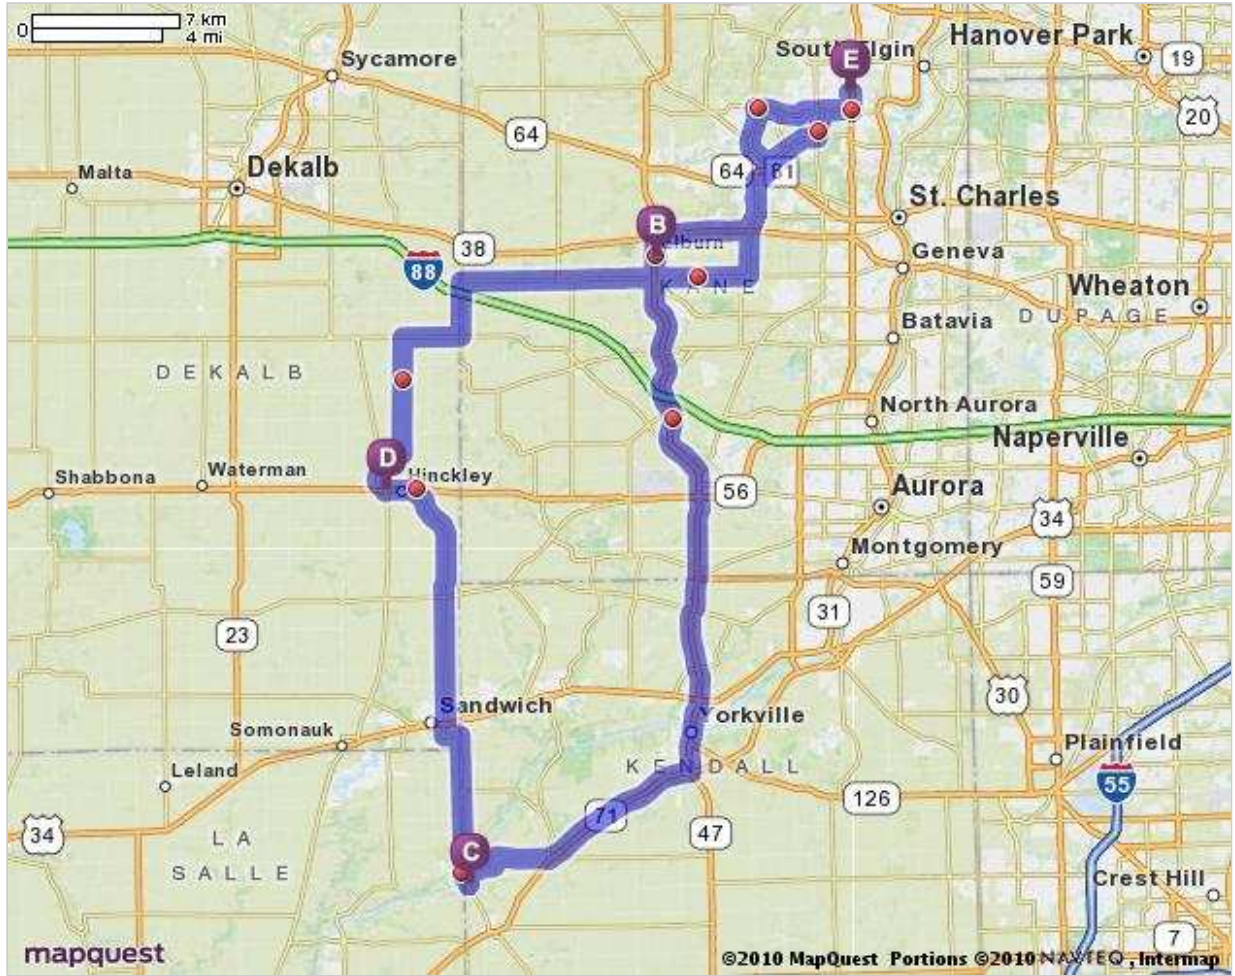 0
7 km
4 mi
Sycamore
South Elgin
E
Hanover Park
19
20
64
Malta
Dekalb
64
81
St. Charles
B
Elburn
38
Geneva
88
KANE
Wheaton
Batavia
DUPAGE
DEKALB
North Aurora
Naperville
D
Shabbona
Waterman
Hinckley
56
Aurora
34
Montgomery
59
31
23
30
Sandwich
Yorkville
Somonauk
Plainfield
Leland
KENDALL
55
126
71
34
LA
SALLE
47
C
Crest Hill
7
mapquest
©2010 MapQuest Portions ©2010 NAVTEQ, Intermap